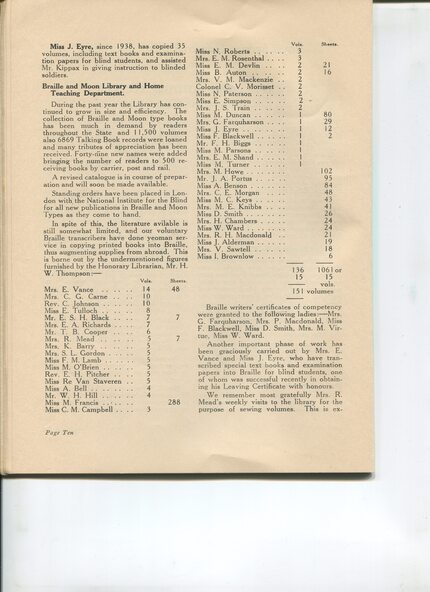 Miss J. Eyre, since 1938, has copied 35
volumes, including text books and examina-
tion papers for blind students, and assisted
Mr. Kippax in giving instruction to blinded
soldiers.
Braille and Moon Library and Home
Teaching Department.
During the past year the Library has con-
tinued to grow in size and efficiency. The
collection of Braille and Moon type books
has been much in demand by readers
throughout the State and 11,500 volumes
also 6869 Talking Book records were loaned
and many tributes of appreciation has been
received. Forty-nine new names were added
bringing the number of readers to 500 re-
ceiving books by carrier, post and rail.
A revised catalogue is in course of prepar-
ation and will soon be made available.
Standing orders have been placed in Lon-
don with the National Institute for the Blind
for all new publications in Braille and Moon
Types as they come to hand.
In spite of this, the literature avilable is
still somewhat limited, and our voluntary
Braille transcribers have done yeoman ser-
vice in copying printed books into Braille,
thus augmenting supplies from abroad. This
is borne out by the undermentioned figures
furnished by the Honorary Librarian, Mr. H.
W. Thompson:—
Vols. Sheets.
Mrs. E. Vance .... 14 48
Mrs. C. G. Carne ... 10
Rev. C. Johnson .... 10
Miss E. Tulloch .... 8
Mr. E. S. H. Black ... 7 7
Mrs. E. A. Richards ... 7
Mr. T. B. Cooper .... 6
Mrs. R. Mead ..... 5 7
Mrs. K. Barry .... 5
Mrs. S. L. Gordon .... 5
Miss F. M. Lamb .... 5
Miss M. O'Brien .... 5
Rev. E. H. Pitcher ... 5
Miss Re Van Staveren .. 5
Miss A. Bell ..... 4
Mr. W. H. Hill .... 4
Miss M. Francis ...... 288
Miss C. M. Campbell ... 3
Page Ten
Vols. Sheets.
Miss N. Roberts ...... 3
Mrs. E. M. Rosenthal ... 3
Miss E. M. Devlin ... 2 21
Miss B. Auton ..... 2 16
Mrs. V. M. Mackenzie .. 2
Colonel C. V. Morisset .. 2
Miss N. Paterson .... 2
Miss E. Simpson .... 2
Mrs. J. S. Train .... 2
Miss M. Duncan ..... 1 80
Mrs. G. Farquharson ... 1 29
Miss J. Eyre ..... 1 12
Miss F. Blackwell .... 1 2
Mr. F. H. Biggs .... 1
Miss M. Parsons .... 1
Mrs. E. M. Shand .... 1
Miss M. Turner .... 1
Mrs. M. Howe ...... 102
Mr. J. A. Portus ..... 95
Miss A. Benson ...... 84
Mrs. C. E. Morgan .... 48
Miss M. C. Keys ..... 43
Mrs. M. E. Knibbs .... 41
Miss D. Smith ...... 26
Mrs. H. Chambers ..... 24
Miss W. Ward ...... 24
Mrs. R. H. Macdonald .. 21
Miss J. Alderman ..... 19
Mrs. V. Sawtell ..... 18
Miss I. Brownlow ..... 6
136 1061 or
15 15
vols.
151 volumes
Braille writers' certificates of competency
were granted to the following ladies:—Mrs.
G. Farquharson, Mrs. P. Macdonald, Miss
F. Blackwell, Miss D. Smith, Mrs. M. Vir-
tue, Miss W. Ward.
Another important phase of work has
been graciously carried out by Mrs. E.
Vance and Miss J. Eyre, who have tran-
scribed special text books and examination
papers into Braille for blind students, one
of whom was successful recently in obtain-
ing his Leaving Certificate with honours.
We remember most gratefully Mrs. R.
Mead's weekly visits to the library for the
purpose of sewing volumes. This is ex-